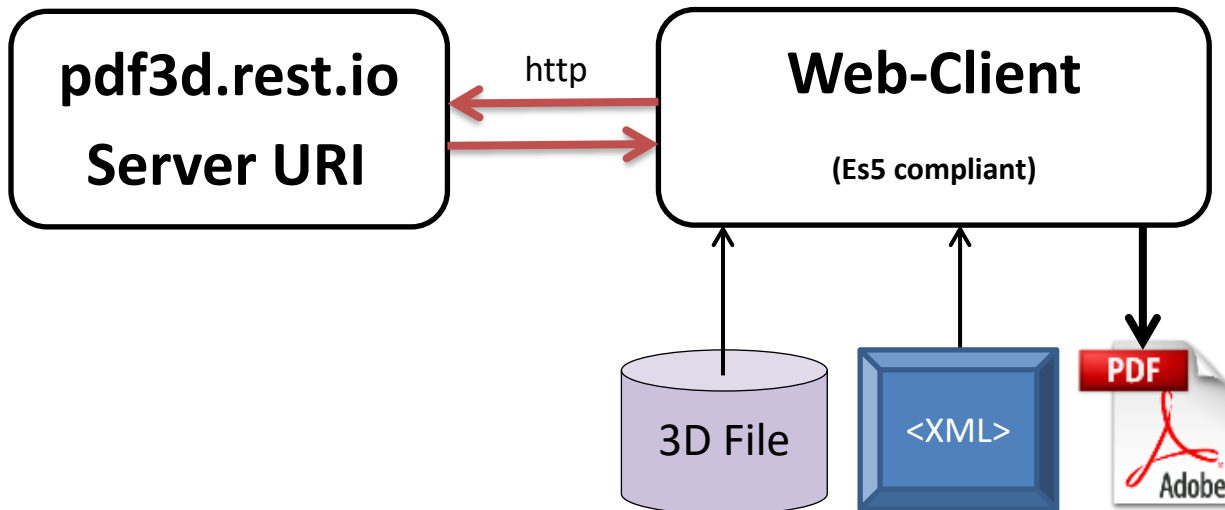 pdf3d.rest.io
Server URI
http
Web-Client
(Es5 compliant)
3D File
<XML>
PDF
Adobe